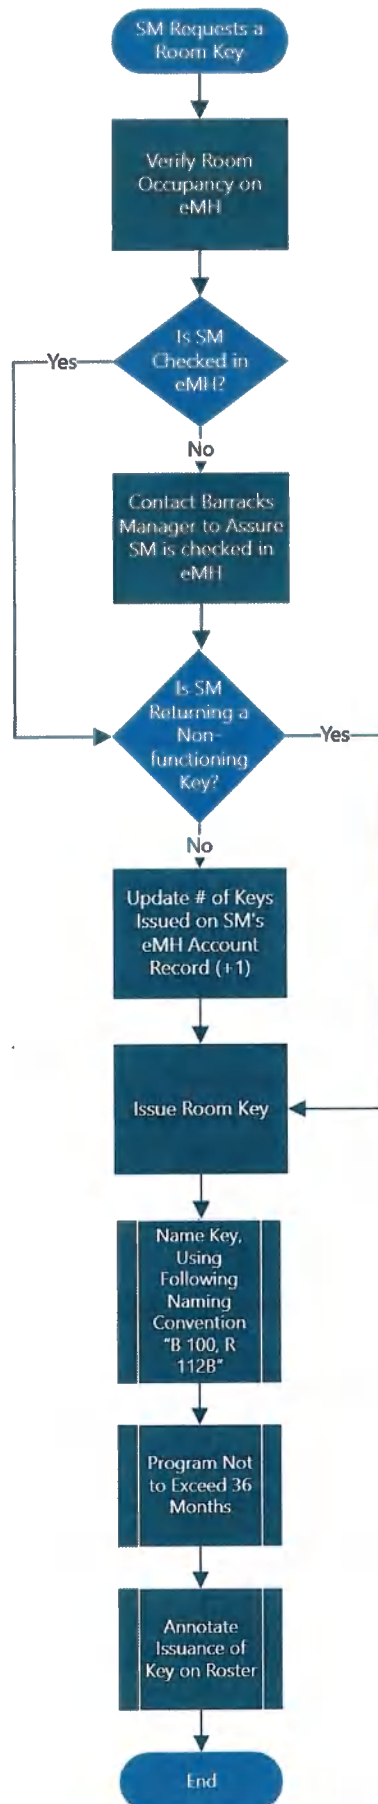 SM Requests a
Room Key
Verify Room
Occupancy on
eMH
Is SM
Checked in
eMH?
Yes
No
Contact Barracks
Manager to Assure
SM is checked in
eMH
Is SM
Returning a
Non-
functioning
Key?
Yes
No
Update # of Keys
Issued on SM's
eMH Account
Record (+1)
Issue Room Key
Name Key,
Using
Following
Naming
Convention
"B 100, R
112B"
Program Not
to Exceed 36
Months
Annotate
Issuance of
Key on Roster
End